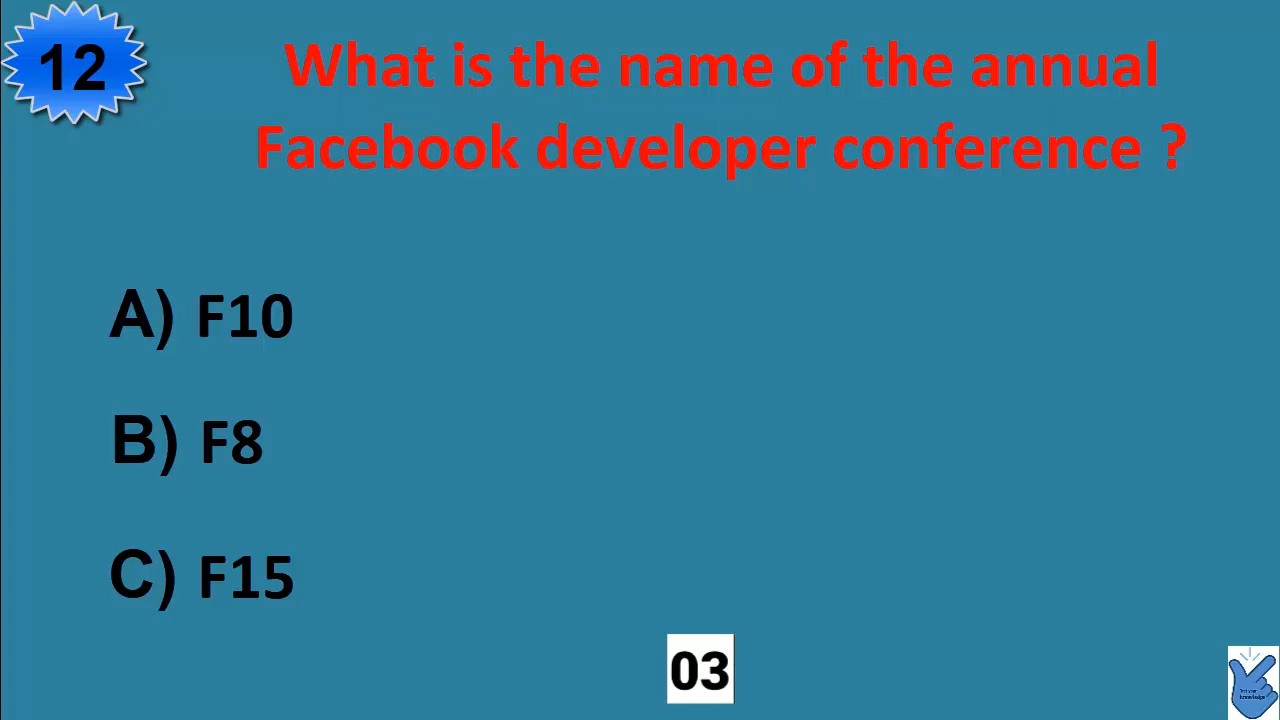 12
What is the name of the annual
Facebook developer conference ?
A) F10
B) F8
C) F15
03